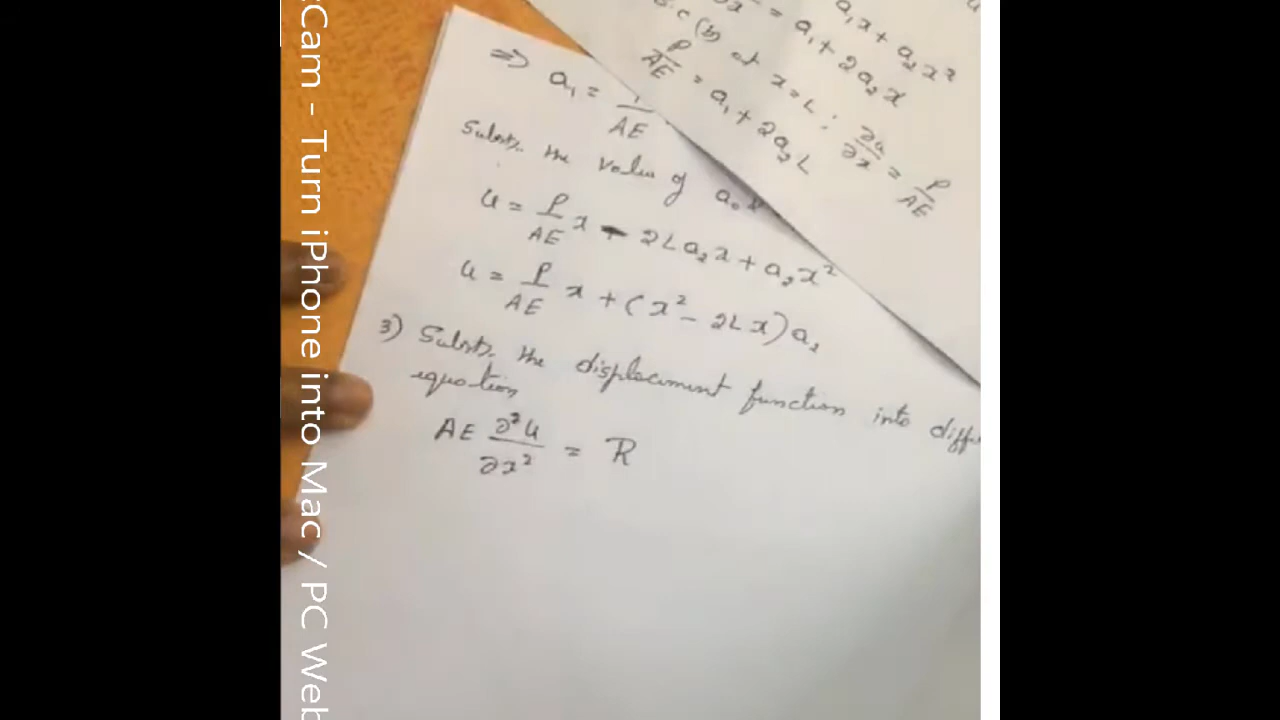 a₁x + a₂x²
∂x = a₁ + 2a₂x
B.C (b) at x = L ; ∂u/∂x = P/AE
P/AE = a₁ + 2a₂L
⇒ a₁ = /AE
Substs. the value of a₀
u = P/AE x - 2La₂x + a₂x²
u = P/AE x + (x² - 2Lx)a₂
3) Substs. the displacement function into
equation
AE ∂²u/∂x² = R
Cam - Turn iPhone into Mac / PC Web